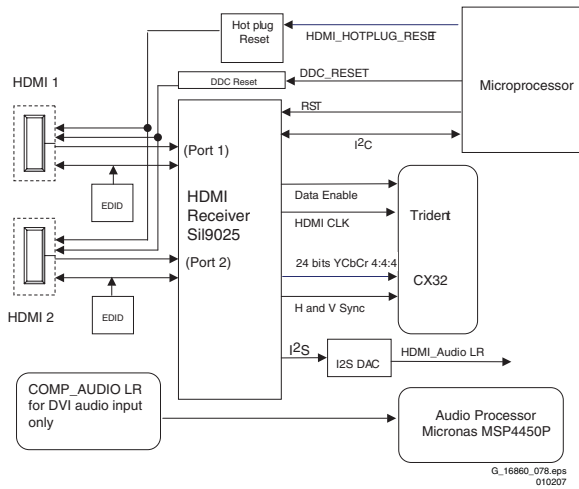 Hot plug
Reset
HDMI_HOTPLUG_RESET
HDMI 1
DDC Reset
DDC_RESET
Microprocessor
RST
I²C
(Port 1)
EDID
HDMI
Receiver
Sil9025
(Port 2)
Data Enable
HDMI CLK
Trident
24 bits YCbCr 4:4:4
CX32
H and V Sync
HDMI 2
EDID
I²S
I2S DAC
HDMI_Audio LR
COMP_AUDIO LR
for DVI audio input
only
Audio Processor
Micronas MSP4450P
G_16860_078.eps
010207